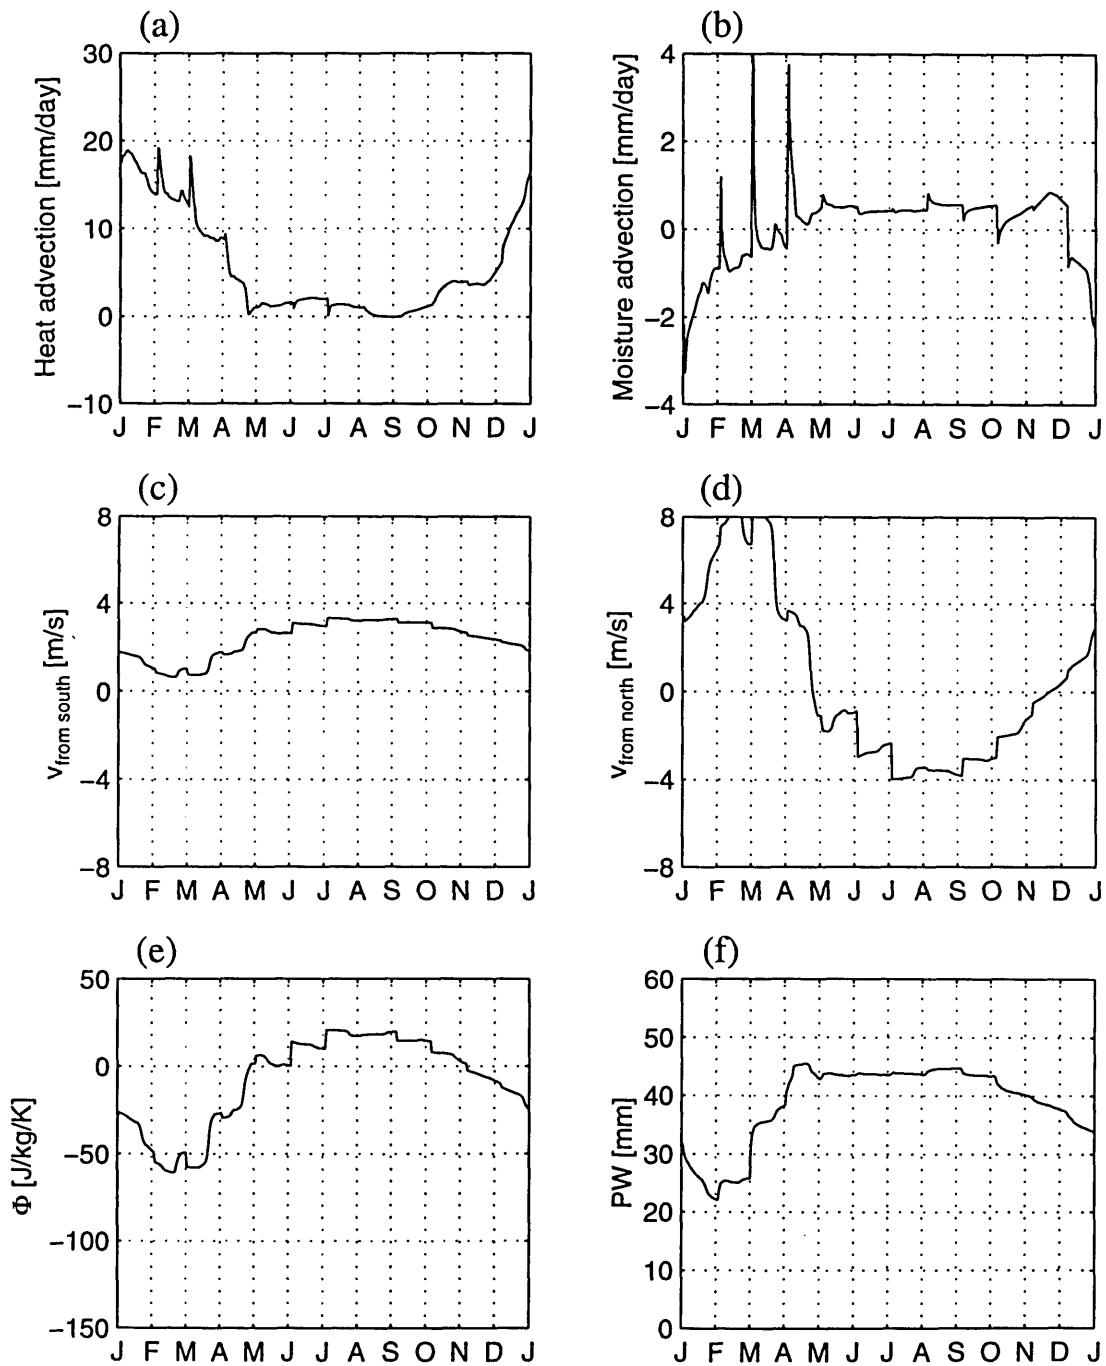 (a)
(b)
30
20
10
0
−10
Heat advection [mm/day]
J F M A M J J A S O N D J
4
2
0
−2
−4
Moisture advection [mm/day]
J F M A M J J A S O N D J
(c)
(d)
8
4
0
−4
−8
v from south [m/s]
J F M A M J J A S O N D J
8
4
0
−4
−8
v from north [m/s]
J F M A M J J A S O N D J
(e)
(f)
50
0
−50
−100
−150
Φ [J/kg/K]
J F M A M J J A S O N D J
60
50
40
30
20
10
0
PW [mm]
J F M A M J J A S O N D J